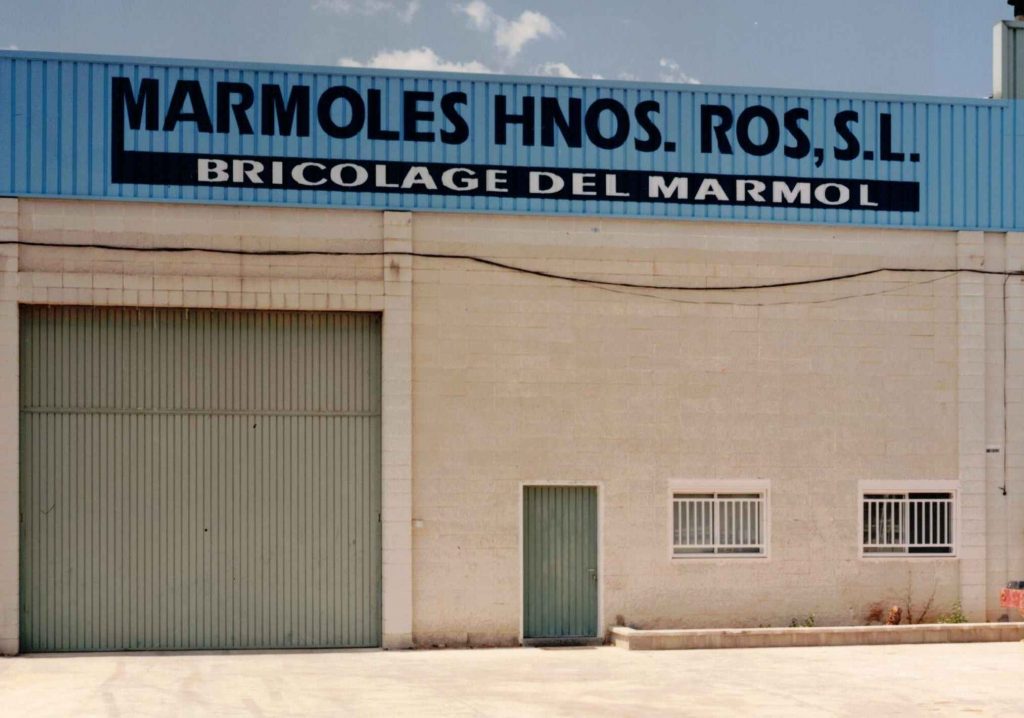 MARMOLES HNOS. ROS, S.L.
BRICOLAGE DEL MARMOL